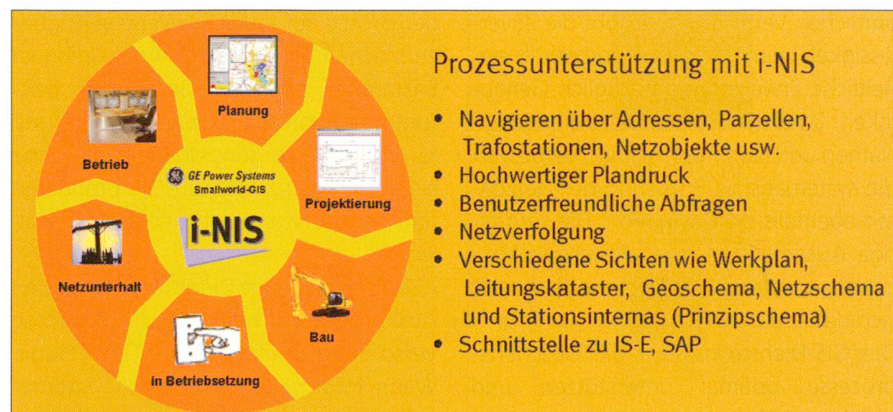 Prozessunterstützung mit i-NIS
• Navigieren über Adressen, Parzellen,
Trafostationen, Netzobjekte usw.
• Hochwertiger Plandruck
• Benutzerfreundliche Abfragen
• Netzverfolgung
• Verschiedene Sichten wie Werkplan,
Leitungskataster, Geoschema, Netzschema
und Stationsinternas (Prinzipschema)
• Schnittstelle zu IS-E, SAP
Planung
Projektierung
Bau
in Betriebsetzung
Netzunterhalt
Betrieb
GE Power Systems
Smallworld-GIS
i-NIS